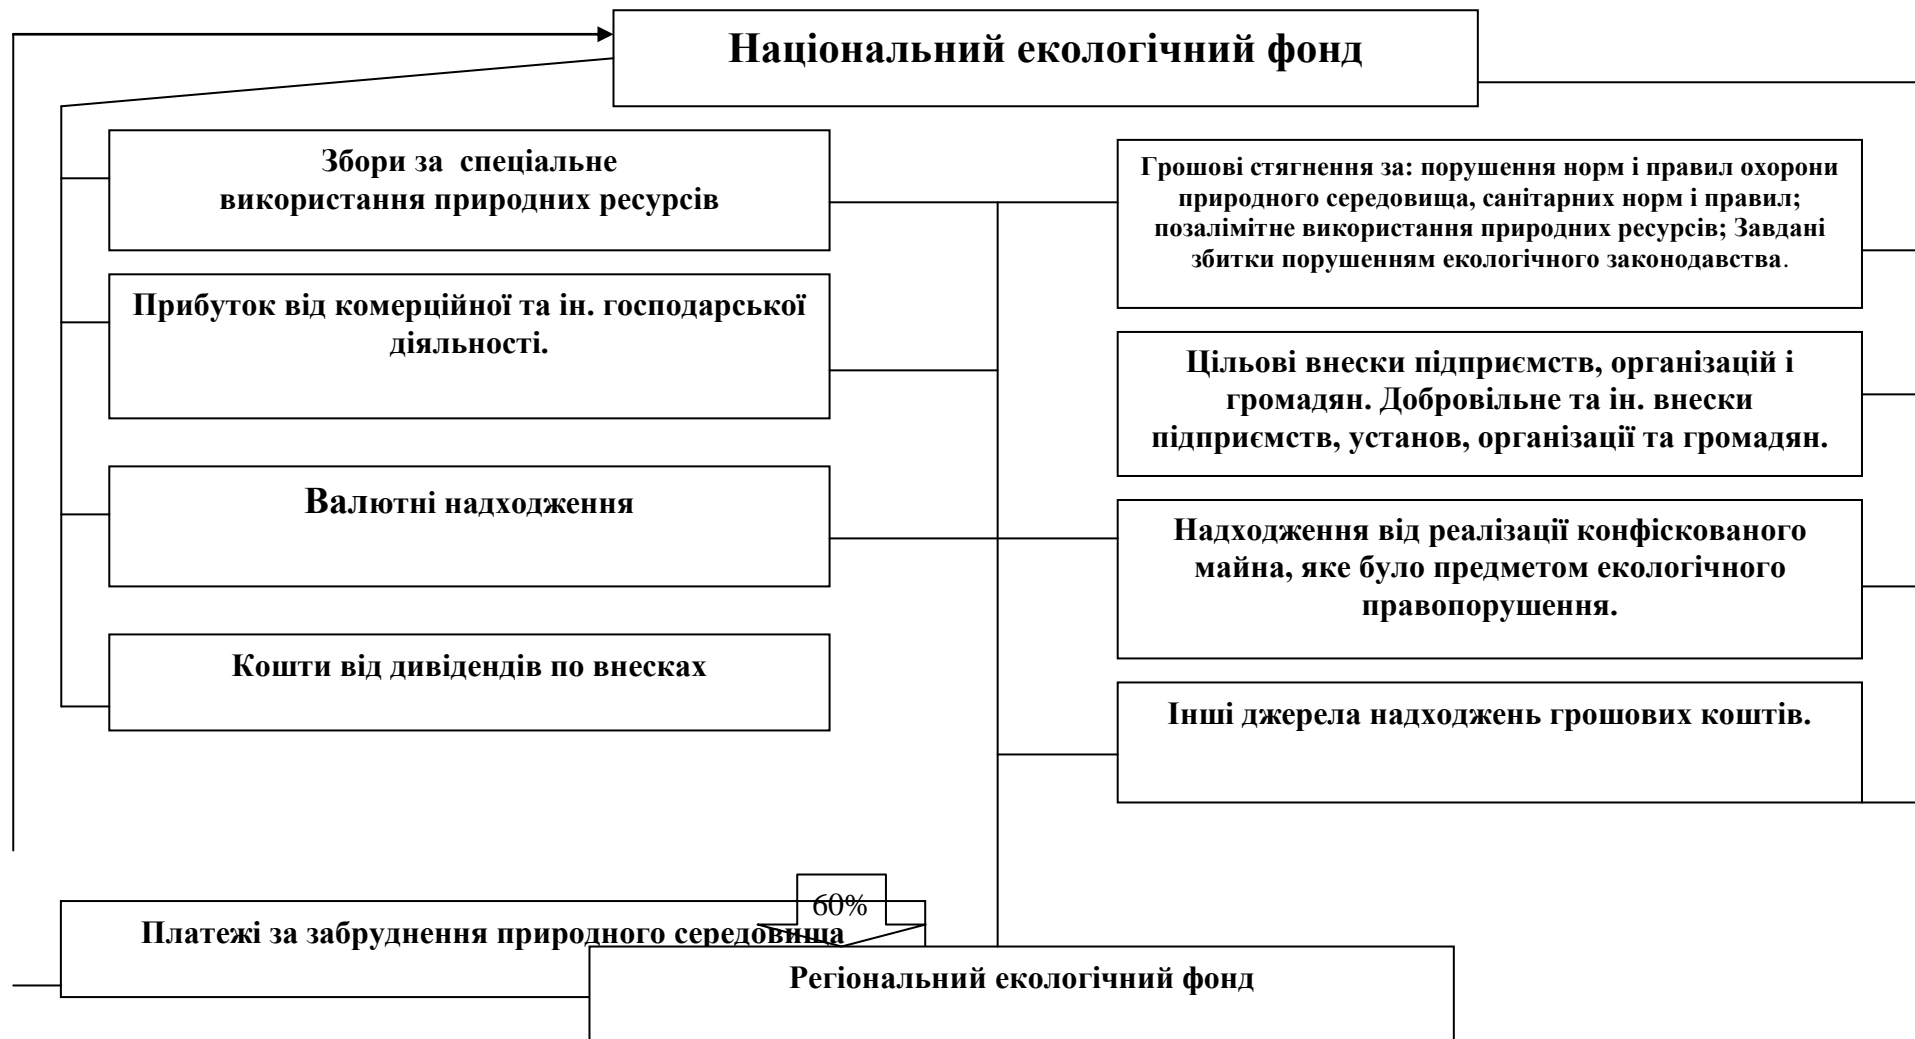 Національний екологічний фонд
Збори за  спеціальне
використання природних ресурсів
Прибуток від комерційної та ін. господарської
діяльності.
Валютні надходження
Кошти від дивідендів по внесках
Грошові стягнення за: порушення норм і правил охорони
природного середовища, санітарних норм і правил;
позалімітне використання природних ресурсів; Завдані
збитки порушенням екологічного законодавства.
Цільові внески підприємств, організацій і
громадян. Добровільне та ін. внески
підприємств, установ, організації та громадян.
Надходження від реалізації конфіскованого
майна, яке було предметом екологічного
правопорушення.
Інші джерела надходжень грошових коштів.
60%
Платежі за забруднення природного середовища
Регіональний екологічний фонд